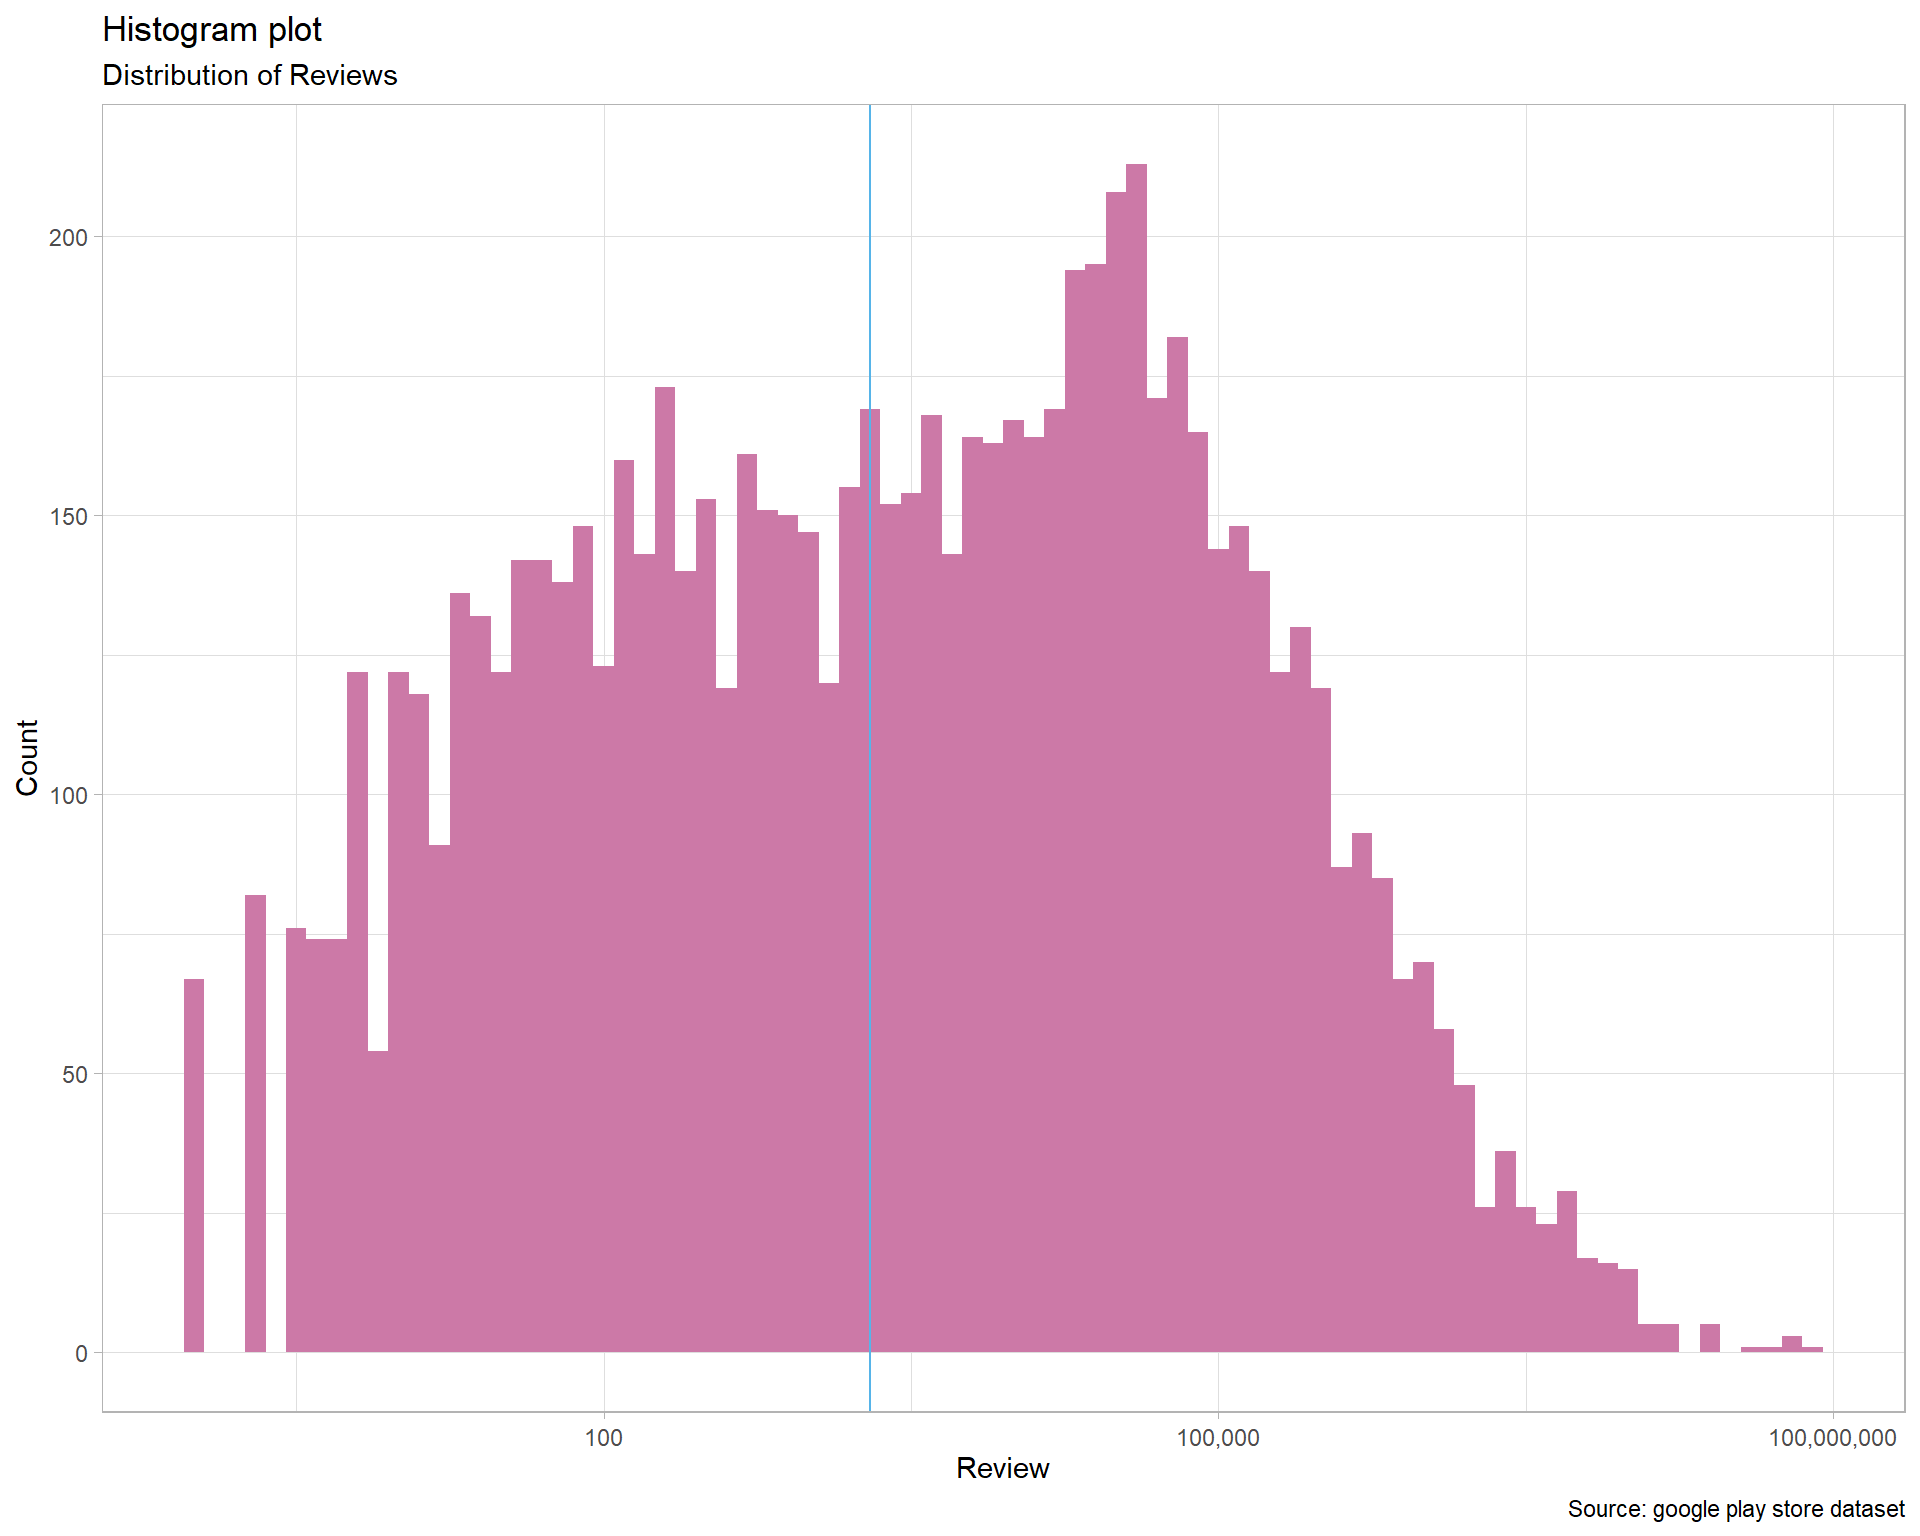 Histogram plot
Distribution of Reviews
200
150
100
50
0
Count
100
100,000
100,000,000
Review
Source: google play store dataset